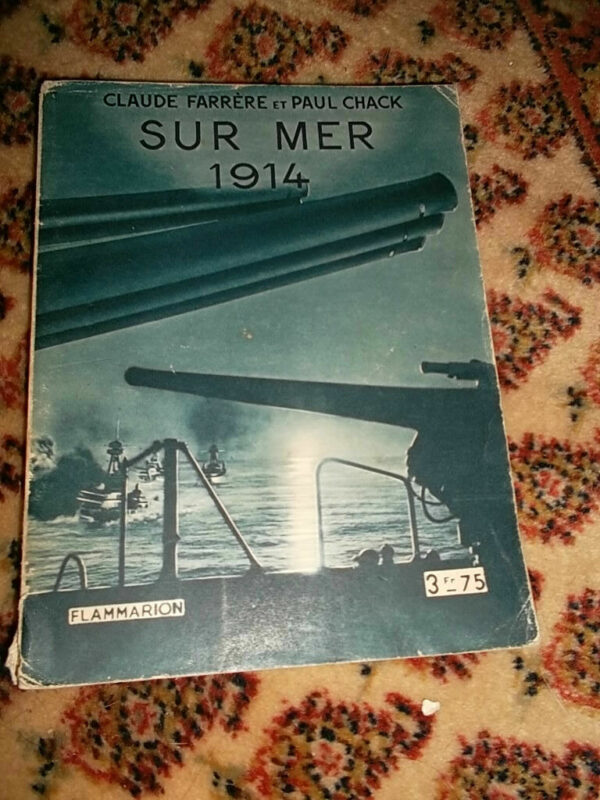 CLAUDE FARRÈRE ET PAUL CHACK
SUR MER
1914
FLAMMARION
3 Fr 75